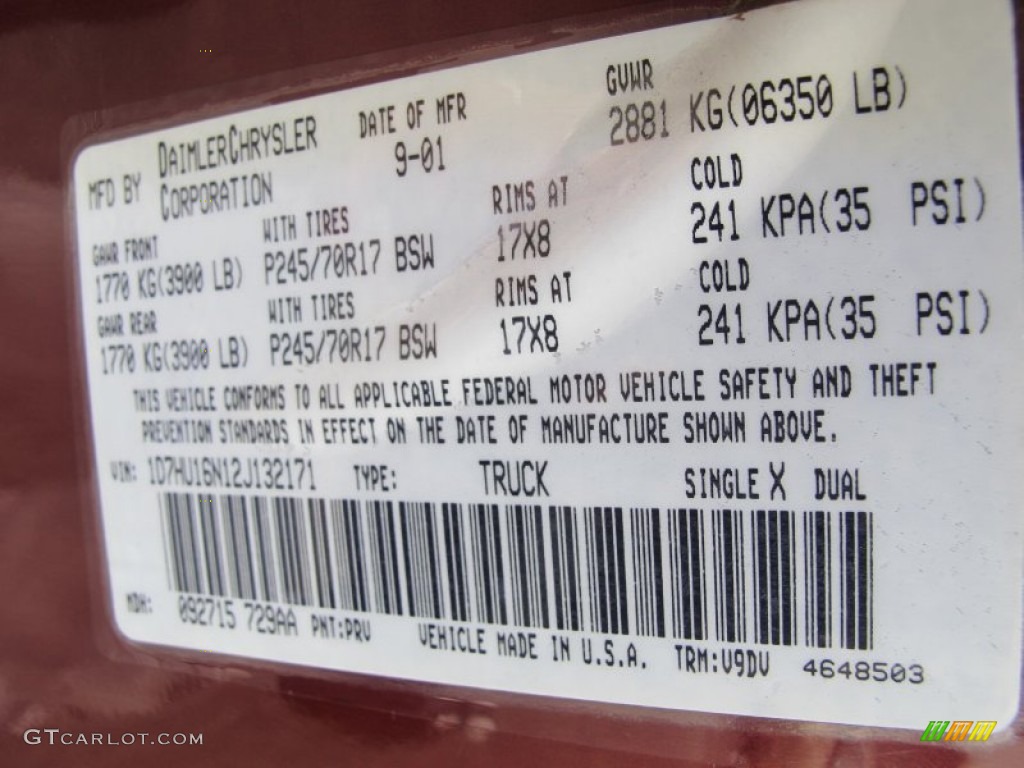 MFD BY DAIMLERCHRYSLER CORPORATION
DATE OF MFR 9-01
GVWR 2881 KG(06350 LB)
GAWR FRONT WITH TIRES RIMS AT COLD
1770 KG(3900 LB) P245/70R17 BSW 17X8 241 KPA(35 PSI)
GAWR REAR WITH TIRES RIMS AT COLD
1770 KG(3900 LB) P245/70R17 BSW 17X8 241 KPA(35 PSI)
THIS VEHICLE CONFORMS TO ALL APPLICABLE FEDERAL MOTOR VEHICLE SAFETY AND THEFT
PREVENTION STANDARDS IN EFFECT ON THE DATE OF MANUFACTURE SHOWN ABOVE.
VIN: 1D7HU16N12J132171 TYPE: TRUCK SINGLE X DUAL
MDH: 092715 729AA PNT:PRV VEHICLE MADE IN U.S.A. TRM:V9DV 4648503
GTCARLOT.COM